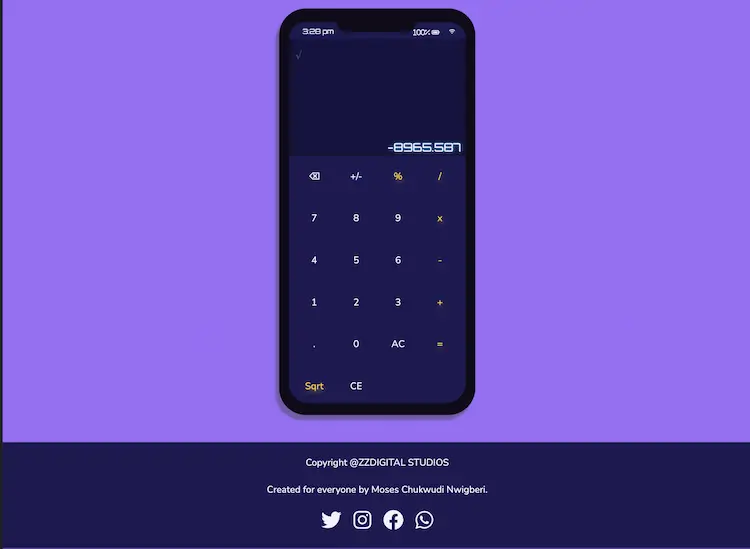 3:28 pm 100%
√
-8965.587
+/- % /
7 8 9 x
4 5 6 -
1 2 3 +
. 0 AC =
Sqrt CE
Copyright @ZZDIGITAL STUDIOS
Created for everyone by Moses Chukwudi Nwigberi.